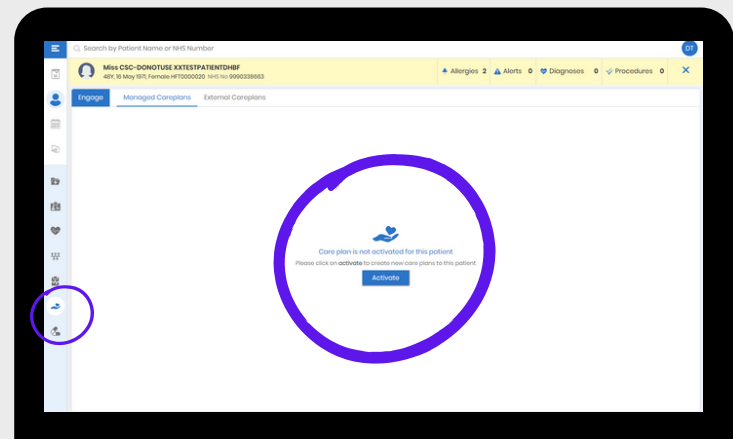 Search by Patient Name or NHS Number
DT
Miss CSC-DONOTUSE XXTESTPATIENTDHBF
48Y, 16 May 1971, Female HFT0000020 NHS No 9990338663
Allergies 2 Alerts 0 Diagnoses 0 Procedures 0
Engage Managed Careplans External Careplans
Care plan is not activated for this patient
Please click on activate to create new care plans to this patient
Activate